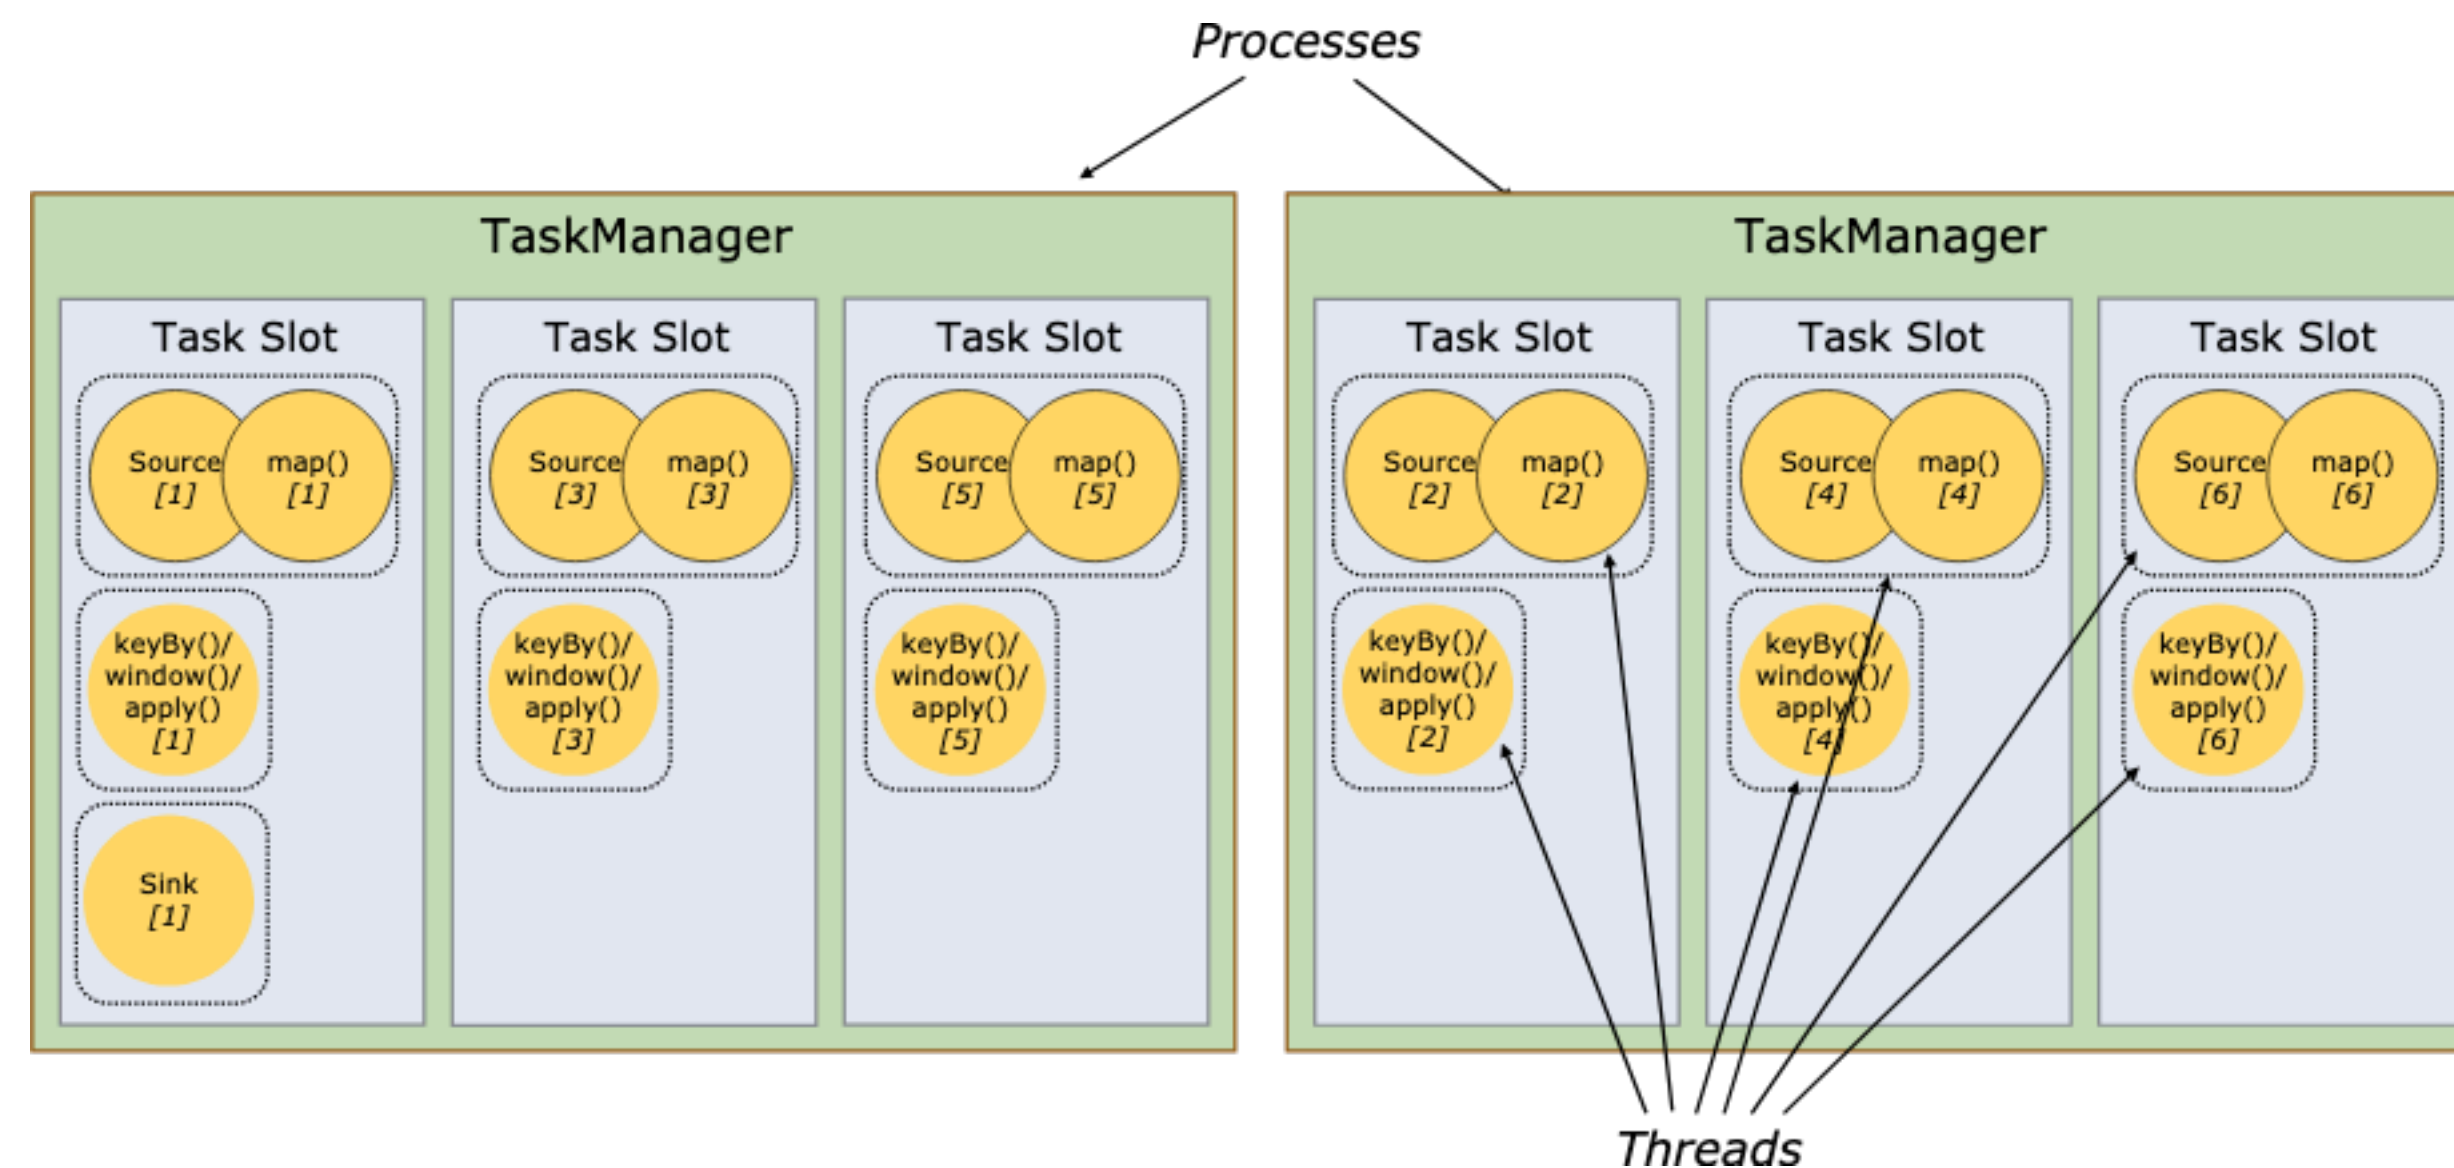 Processes
TaskManager
Task Slot
Source
[1]
map()
[1]
keyBy()/
window()/
apply()
[1]
Sink
[1]
Task Slot
Source
[3]
map()
[3]
keyBy()/
window()/
apply()
[3]
Task Slot
Source
[5]
map()
[5]
keyBy()/
window()/
apply()
[5]
TaskManager
Task Slot
Source
[2]
map()
[2]
keyBy()/
window()/
apply()
[2]
Task Slot
Source
[4]
map()
[4]
keyBy()/
window()/
apply()
[4]
Task Slot
Source
[6]
map()
[6]
keyBy()/
window()/
apply()
[6]
Threads